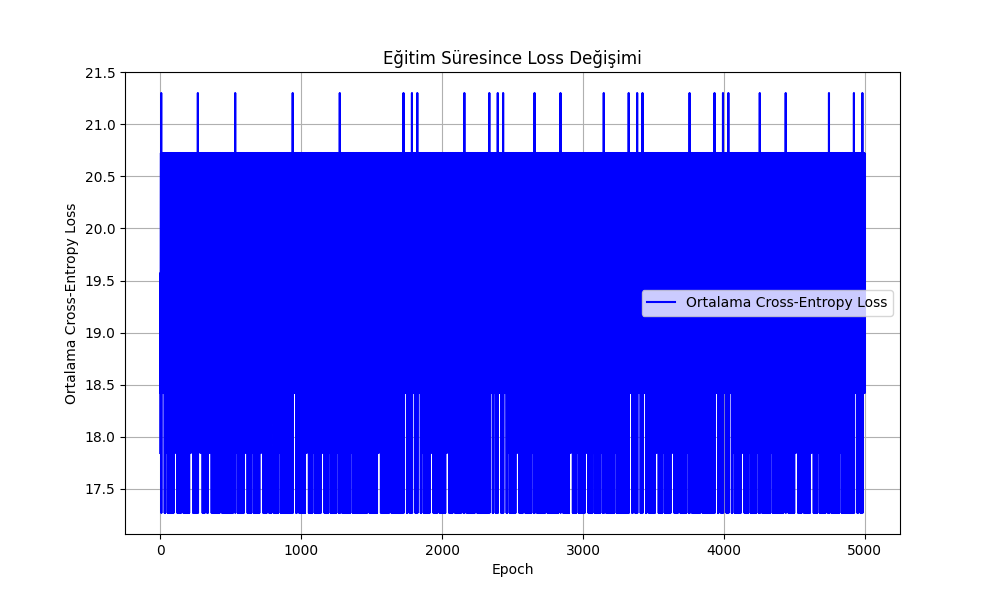 Eğitim Süresince Loss Değişimi
Ortalama Cross-Entropy Loss
21.5
21.0
20.5
20.0
19.5
19.0
18.5
18.0
17.5
Ortalama Cross-Entropy Loss
0 1000 2000 3000 4000 5000
Epoch